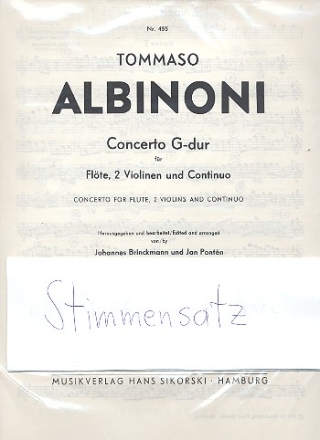 Nr. 455
TOMMASO
ALBINONI
Concerto G-dur
für
Flöte, 2 Violinen und Continuo
CONCERTO FOR FLUTE, 2 VIOLINS AND CONTINUO
Herausgegeben und bearbeitet/Edited and arranged
von/by
Johannes Brinckmann und Jan Pontén
Stimmensatz
MUSIKVERLAG HANS SIKORSKI · HAMBURG